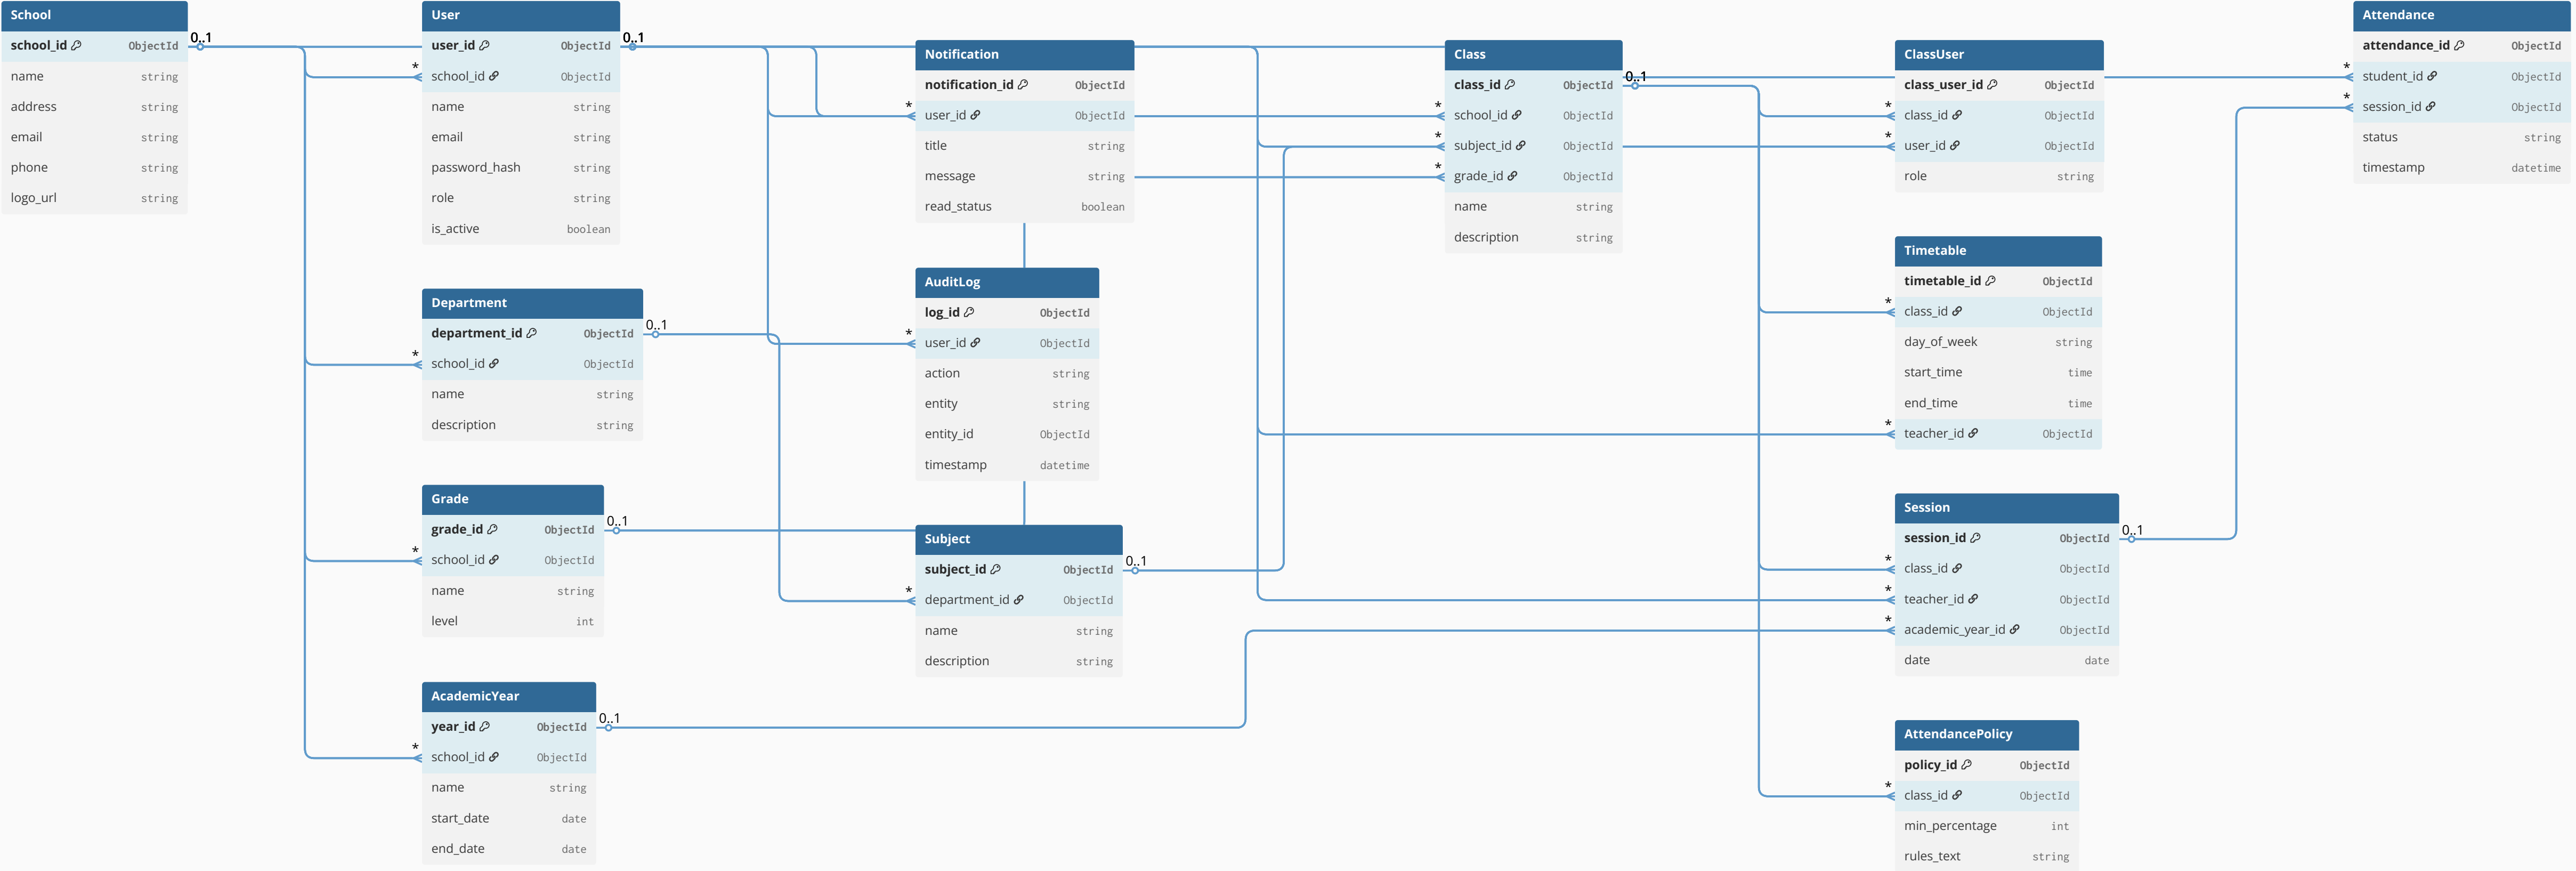 School
school_id ObjectId
name string
address string
email string
phone string
logo_url string
0..1
User
user_id ObjectId
school_id ObjectId
name string
email string
password_hash string
role string
is_active boolean
0..1
*
Department
department_id ObjectId
school_id ObjectId
name string
description string
0..1
*
Grade
grade_id ObjectId
school_id ObjectId
name string
level int
0..1
*
AcademicYear
year_id ObjectId
school_id ObjectId
name string
start_date date
end_date date
0..1
*
Notification
notification_id ObjectId
user_id ObjectId
title string
message string
read_status boolean
*
AuditLog
log_id ObjectId
user_id ObjectId
action string
entity string
entity_id ObjectId
timestamp datetime
*
Subject
subject_id ObjectId
department_id ObjectId
name string
description string
0..1
*
Class
class_id ObjectId
school_id ObjectId
subject_id ObjectId
grade_id ObjectId
name string
description string
0..1
*
*
*
ClassUser
class_user_id ObjectId
class_id ObjectId
user_id ObjectId
role string
*
*
Timetable
timetable_id ObjectId
class_id ObjectId
day_of_week string
start_time time
end_time time
teacher_id ObjectId
*
*
Session
session_id ObjectId
class_id ObjectId
teacher_id ObjectId
academic_year_id ObjectId
date date
0..1
*
*
*
AttendancePolicy
policy_id ObjectId
class_id ObjectId
min_percentage int
rules_text string
*
Attendance
attendance_id ObjectId
student_id ObjectId
session_id ObjectId
status string
timestamp datetime
*
*